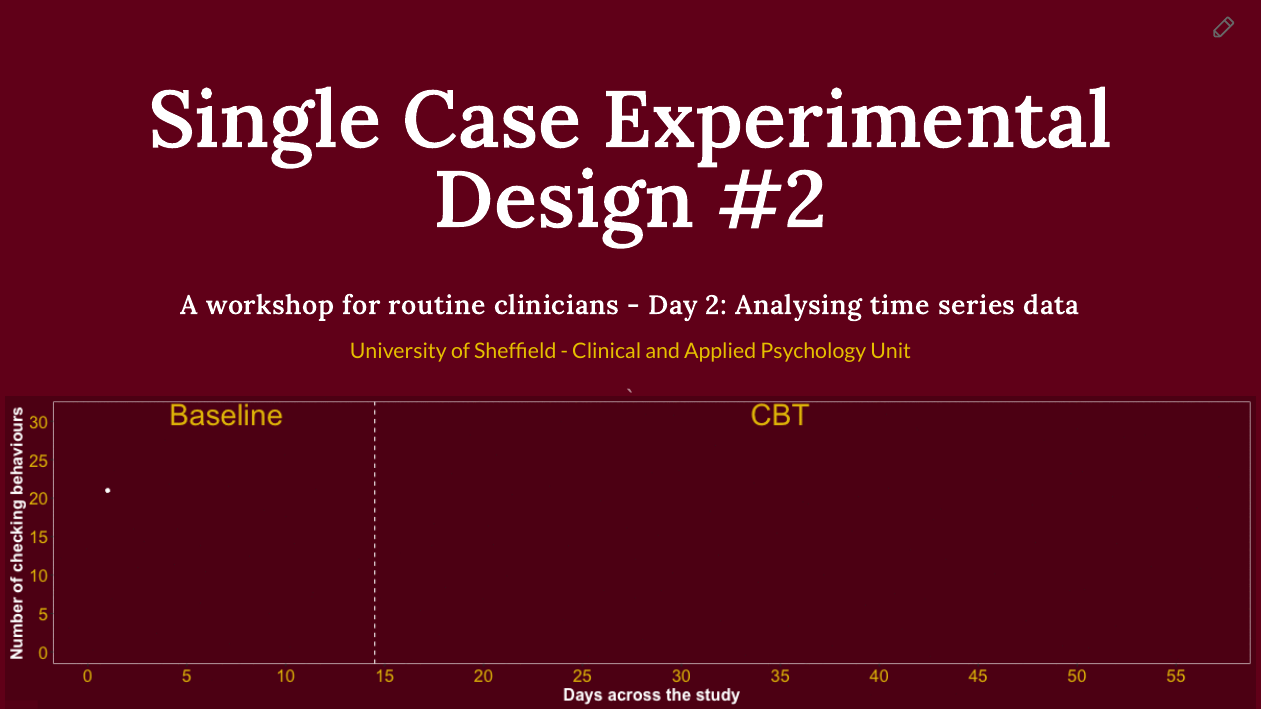 Single Case Experimental
Design #2
A workshop for routine clinicians - Day 2: Analysing time series data
University of Sheffield - Clinical and Applied Psychology Unit
`
Baseline
CBT
Number of checking behaviours
30
25
20
15
10
5
0
0 5 10 15 20 25 30 35 40 45 50 55
Days across the study